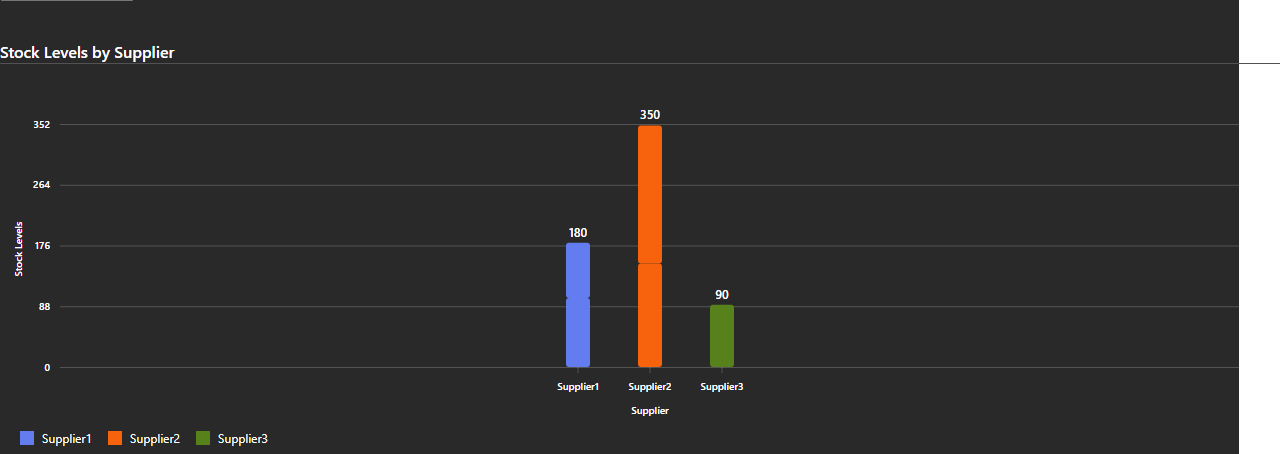 Stock Levels by Supplier
350
352
264
180
176
Stock Levels
90
88
0
Supplier1 Supplier2 Supplier3
Supplier
Supplier1 Supplier2 Supplier3